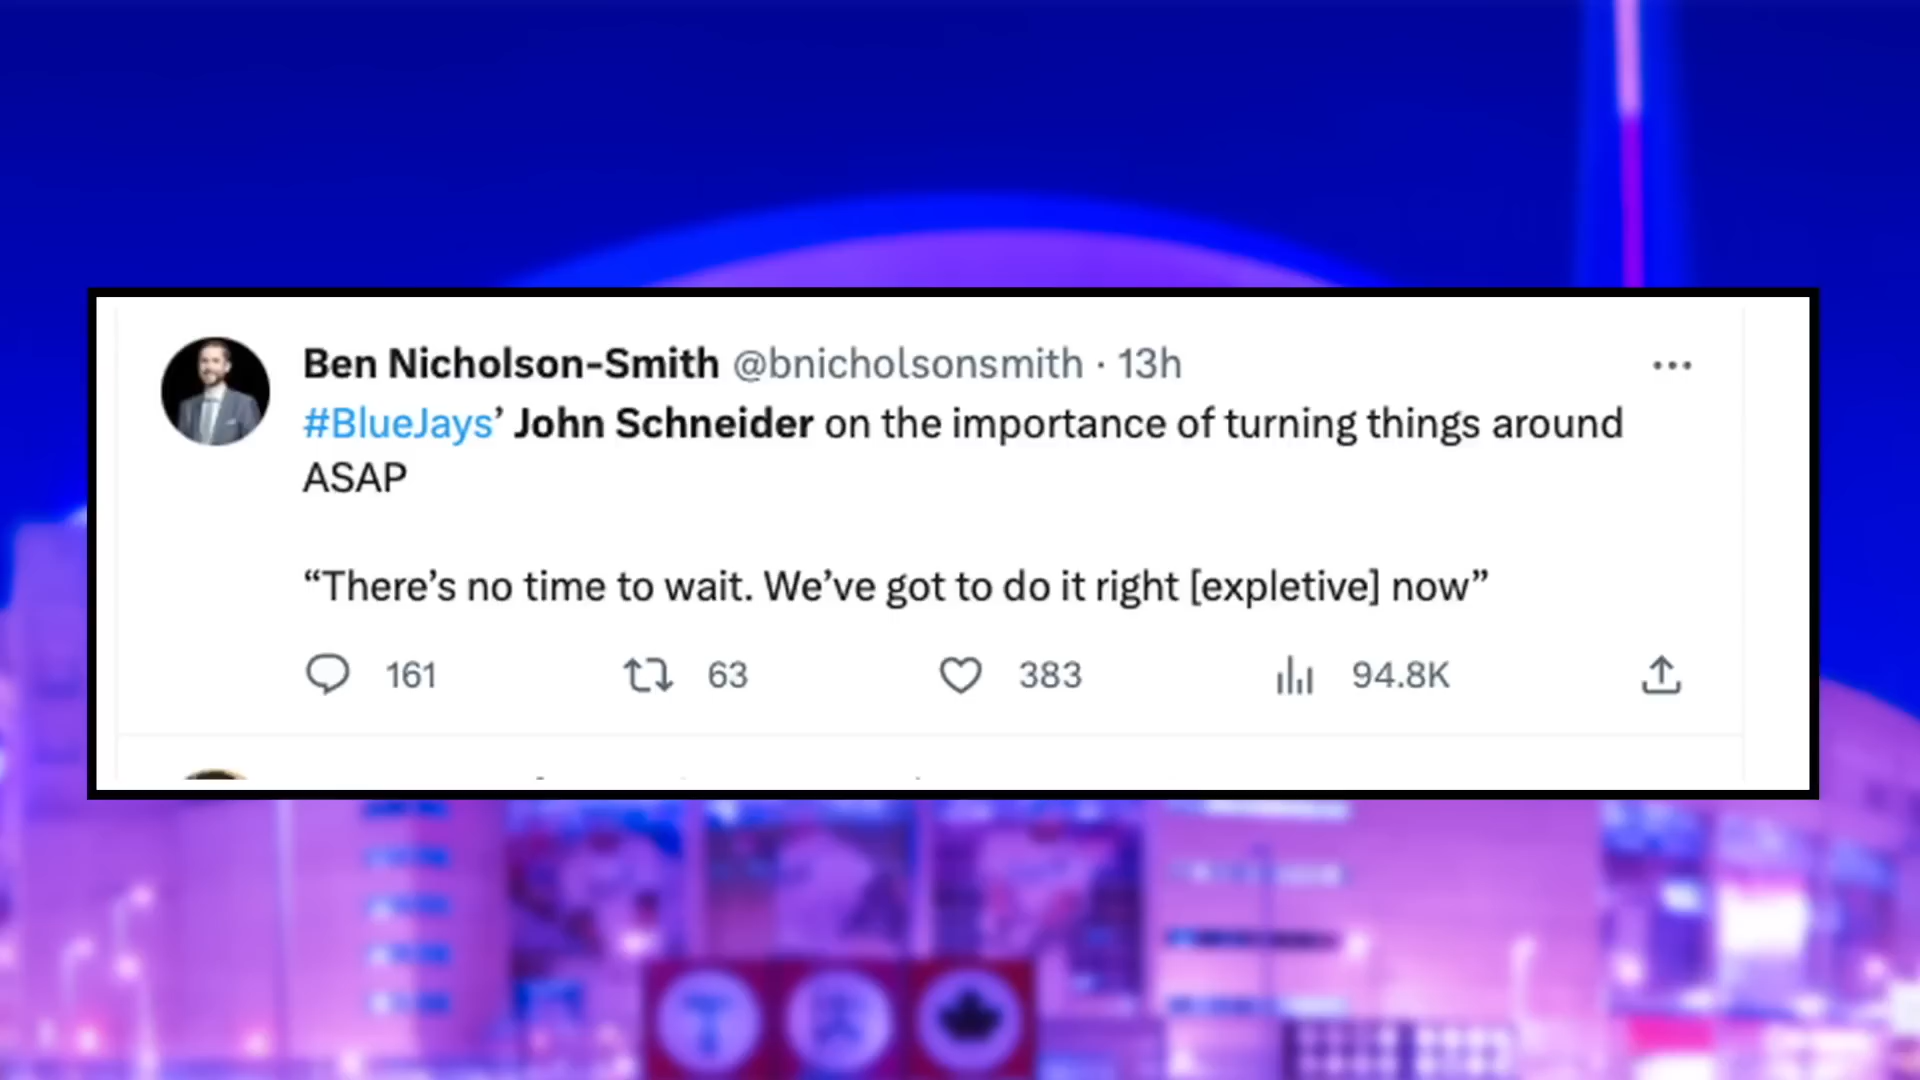 Ben Nicholson-Smith @bnicholsonsmith · 13h
#BlueJays’ John Schneider on the importance of turning things around
ASAP
“There’s no time to wait. We’ve got to do it right [expletive] now”
161 63 383 94.8K